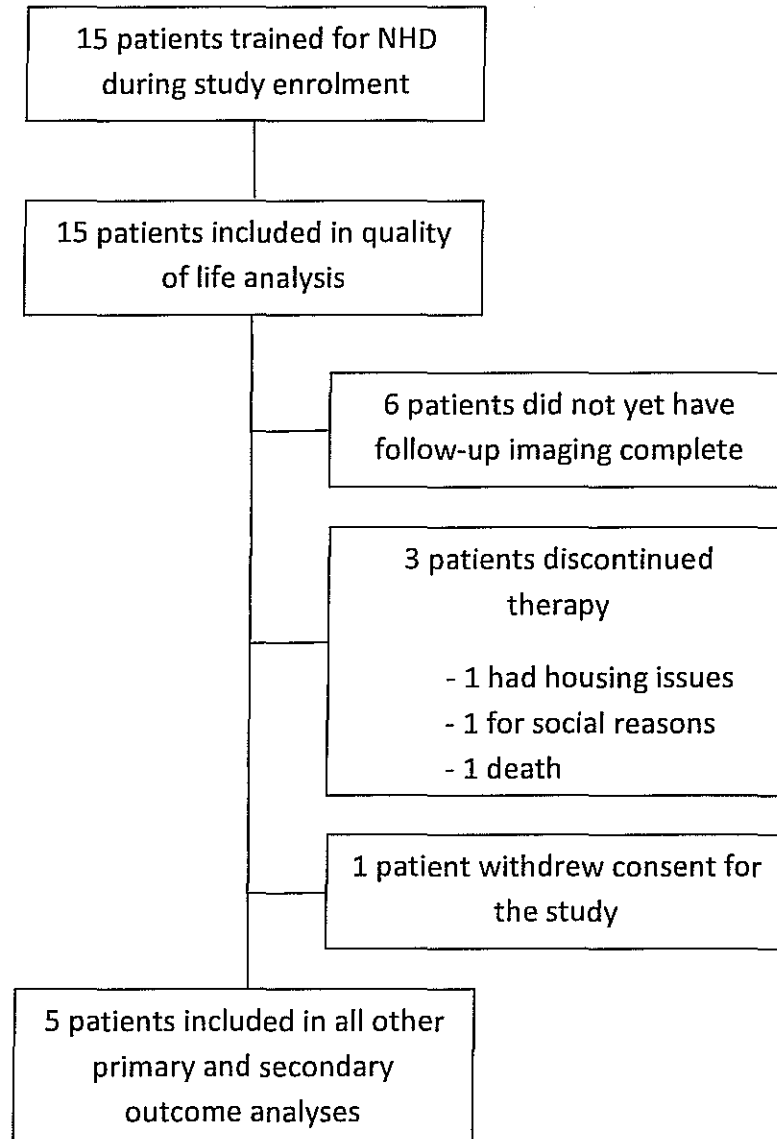 15 patients trained for NHD
during study enrolment
15 patients included in quality
of life analysis
6 patients did not yet have
follow-up imaging complete
3 patients discontinued
therapy
- 1 had housing issues
- 1 for social reasons
- 1 death
1 patient withdrew consent for
the study
5 patients included in all other
primary and secondary
outcome analyses